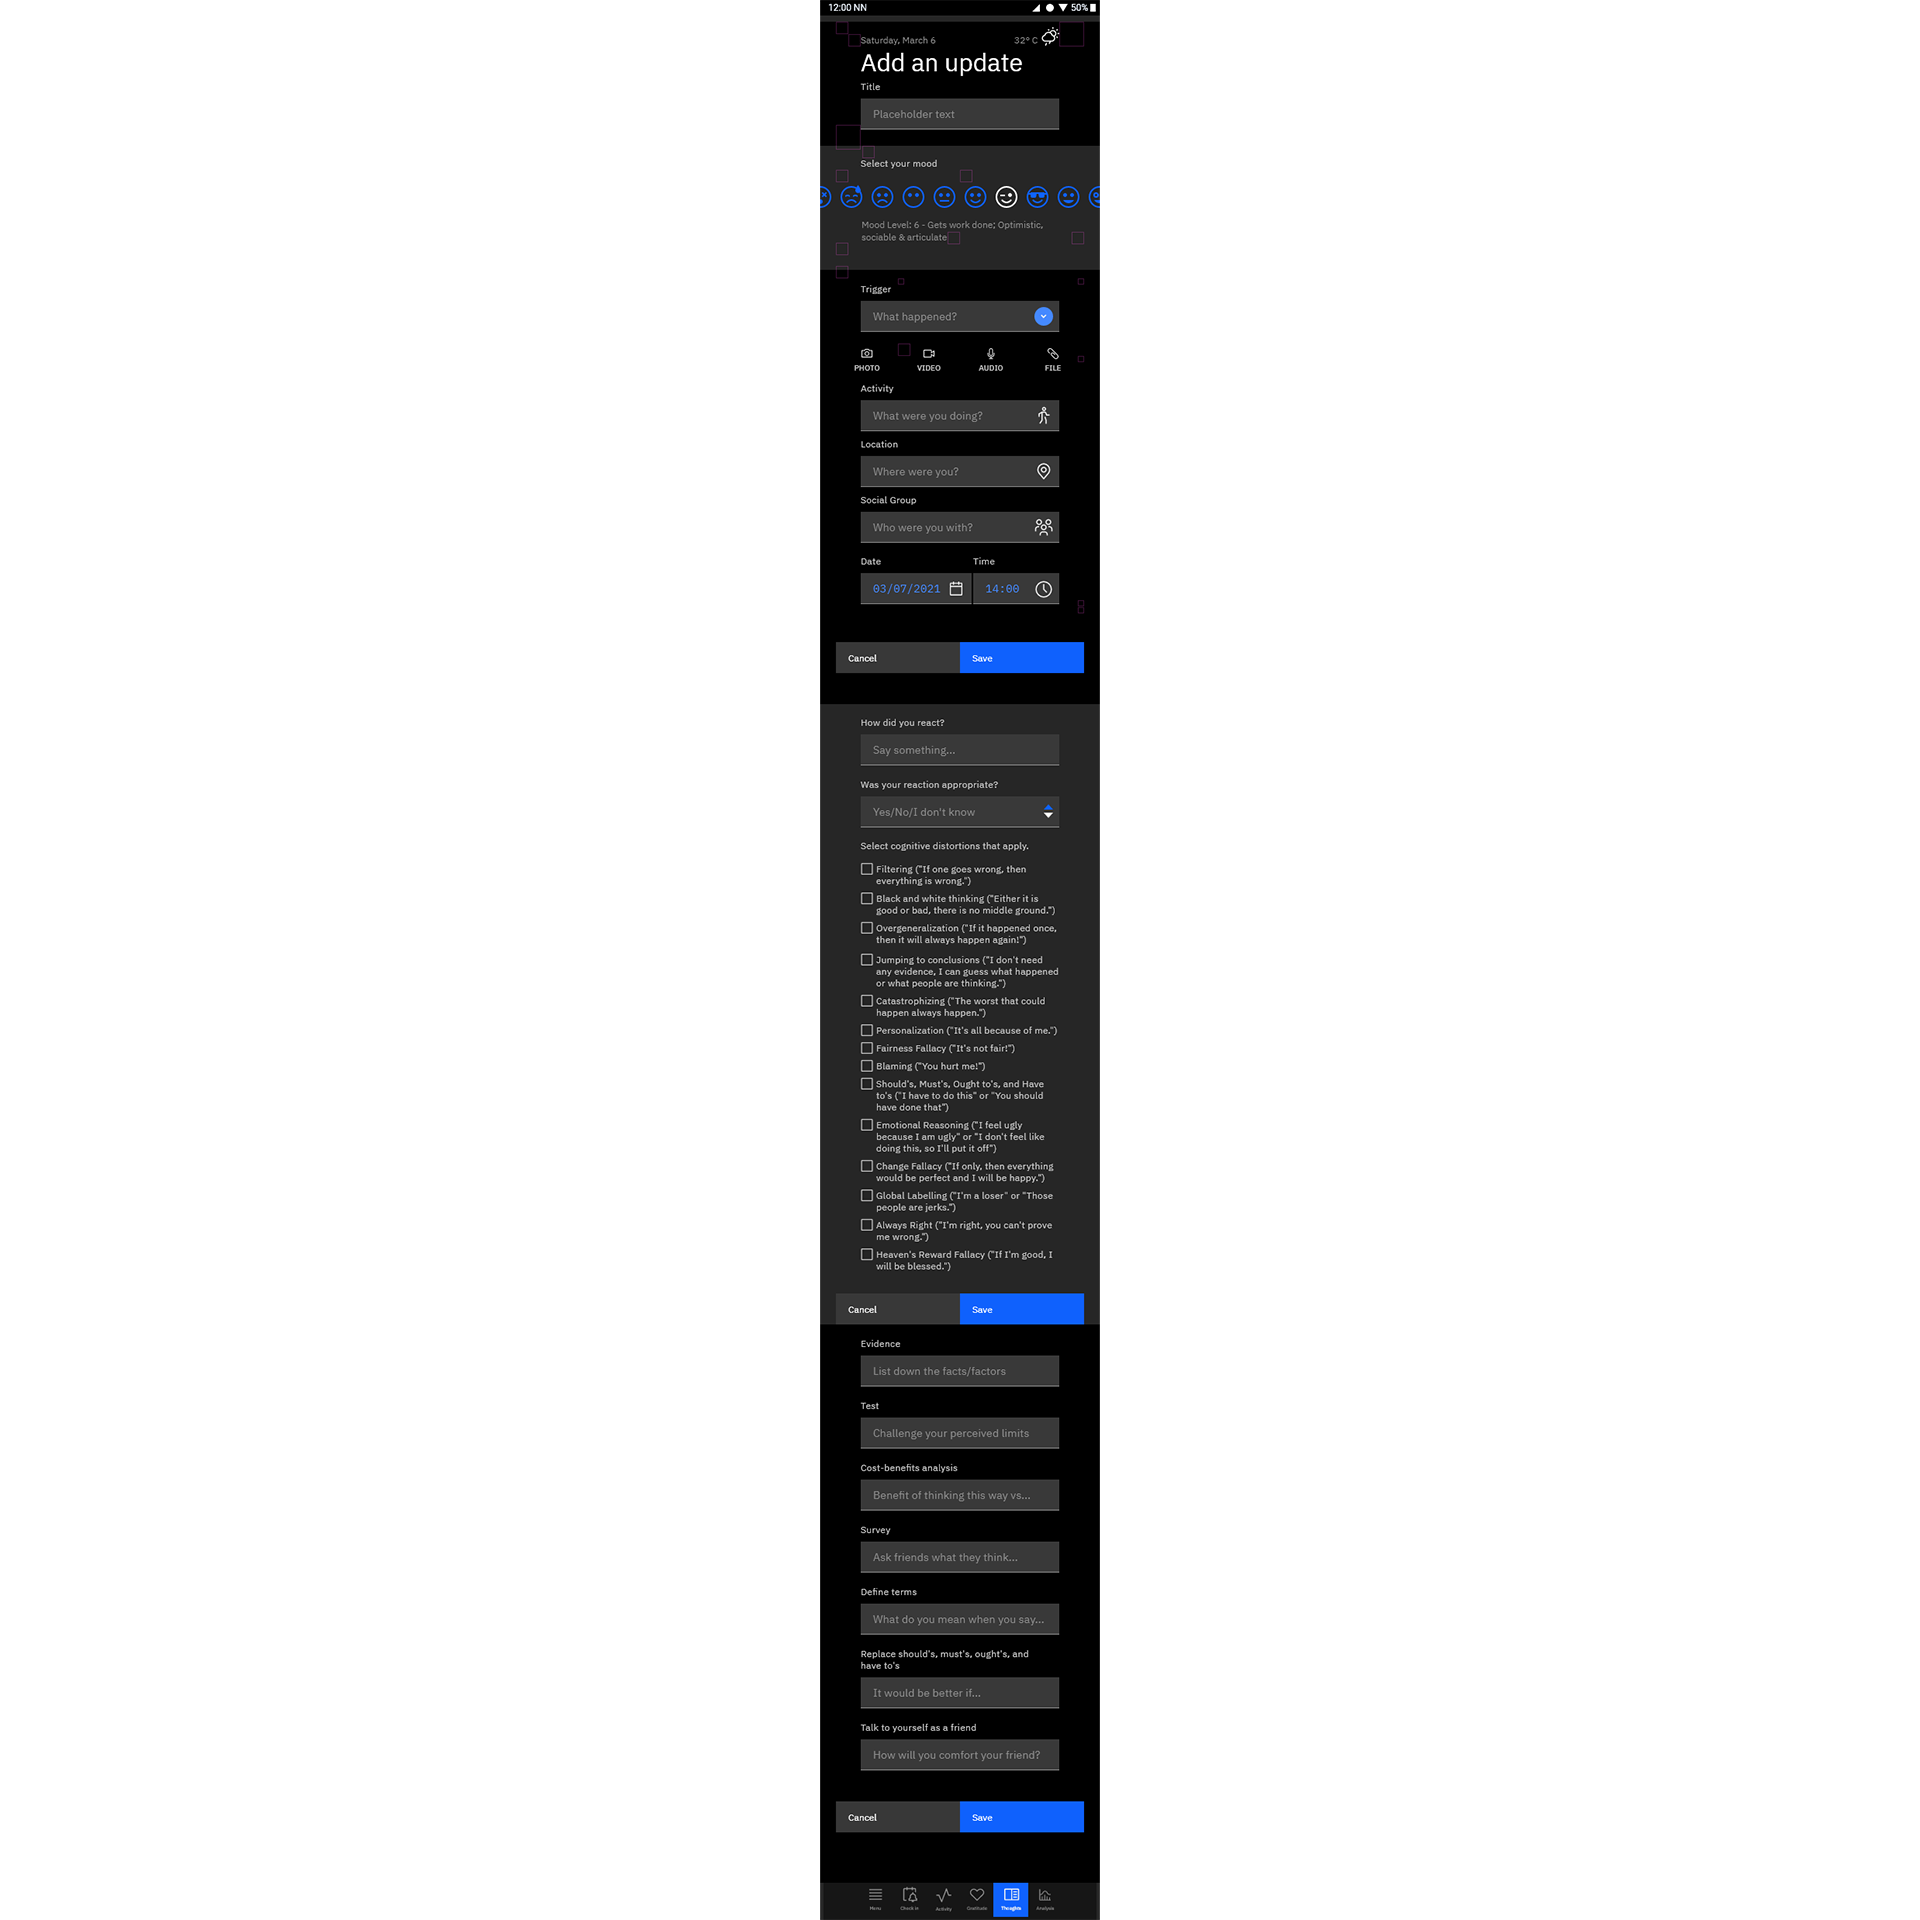 12:00 NN
50%
Saturday, March 6
32° C
Add an update
Title
Placeholder text
Select your mood
Mood Level: 6 - Gets work done; Optimistic,
sociable & articulate
Trigger
What happened?
PHOTO VIDEO AUDIO FILE
Activity
What were you doing?
Location
Where were you?
Social Group
Who were you with?
Date Time
03/07/2021 14:00
Cancel Save
How did you react?
Say something...
Was your reaction appropriate?
Yes/No/I don't know
Select cognitive distortions that apply.
Filtering ("If one goes wrong, then
everything is wrong.")
Black and white thinking ("Either it is
good or bad, there is no middle ground.")
Overgeneralization ("If it happened once,
then it will always happen again!")
Jumping to conclusions ("I don't need
any evidence, I can guess what happened
or what people are thinking.")
Catastrophizing ("The worst that could
happen always happen.")
Personalization ("It's all because of me.")
Fairness Fallacy ("It's not fair!")
Blaming ("You hurt me!")
Should's, Must's, Ought to's, and Have
to's ("I have to do this" or "You should
have done that")
Emotional Reasoning ("I feel ugly
because I am ugly" or "I don't feel like
doing this, so I'll put it off")
Change Fallacy ("If only, then everything
would be perfect and I will be happy.")
Global Labelling ("I'm a loser" or "Those
people are jerks.")
Always Right ("I'm right, you can't prove
me wrong.")
Heaven's Reward Fallacy ("If I'm good, I
will be blessed.")
Cancel Save
Evidence
List down the facts/factors
Test
Challenge your perceived limits
Cost-benefits analysis
Benefit of thinking this way vs...
Survey
Ask friends what they think...
Define terms
What do you mean when you say...
Replace should's, must's, ought's, and
have to's
It would be better if...
Talk to yourself as a friend
How will you comfort your friend?
Cancel Save
Menu Check in Activity Gratitude Thoughts Analysis